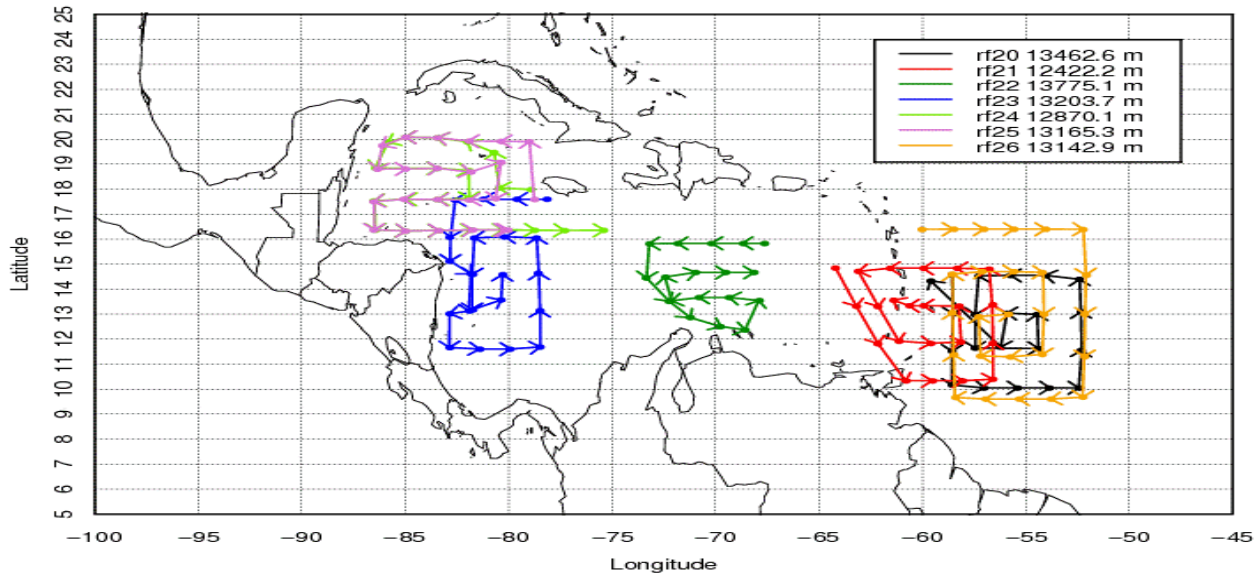 25
24
23
22
21
20
19
18
17
16
15
14
13
12
11
10
9
8
7
6
5
Latitude
rf20 13462.6 m
rf21 12422.2 m
rf22 13775.1 m
rf23 13203.7 m
rf24 12870.1 m
rf25 13165.3 m
rf26 13142.9 m
−100 −95 −90 −85 −80 −75 −70 −65 −60 −55 −50 −45
Longitude